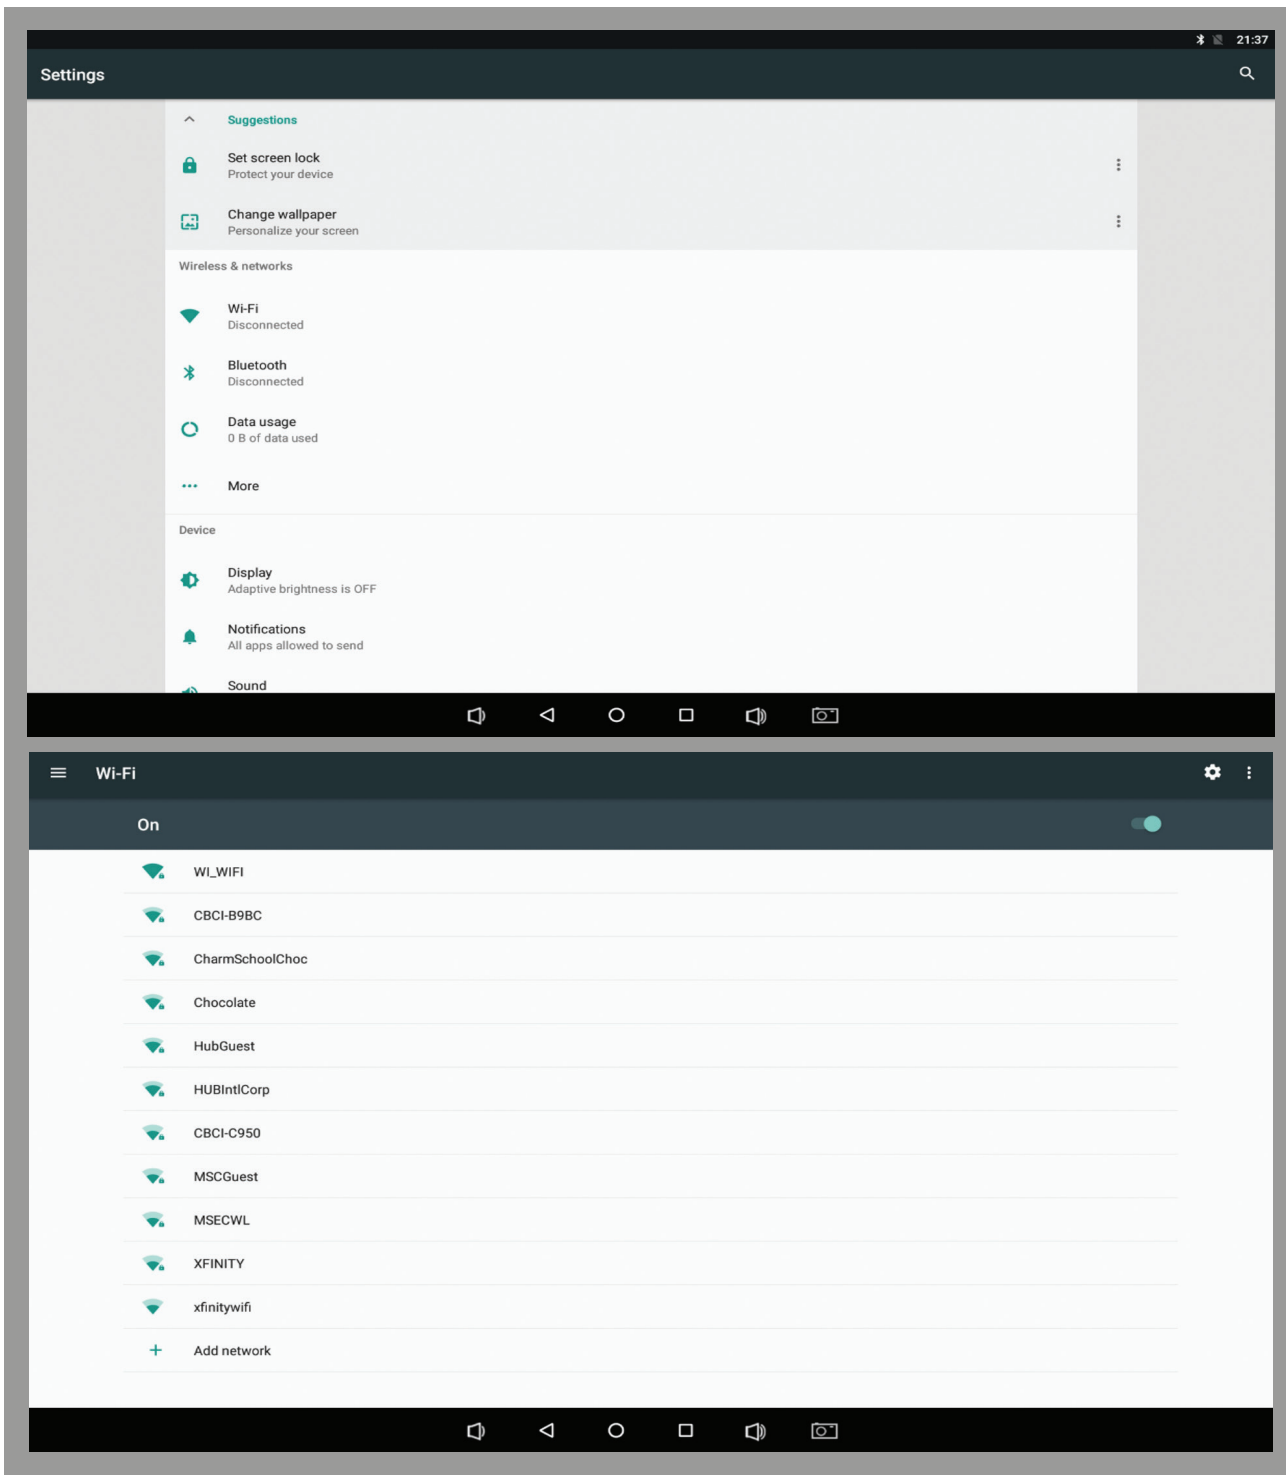 21:37
Settings
Suggestions
Set screen lock
Protect your device
Change wallpaper
Personalize your screen
Wireless & networks
Wi-Fi
Disconnected
Bluetooth
Disconnected
Data usage
0 B of data used
More
Device
Display
Adaptive brightness is OFF
Notifications
All apps allowed to send
Sound
Wi-Fi
On
WI_WIFI
CBCI-B9BC
CharmSchoolChoc
Chocolate
HubGuest
HUBIntlCorp
CBCI-C950
MSCGuest
MSECWL
XFINITY
xfinitywifi
Add network